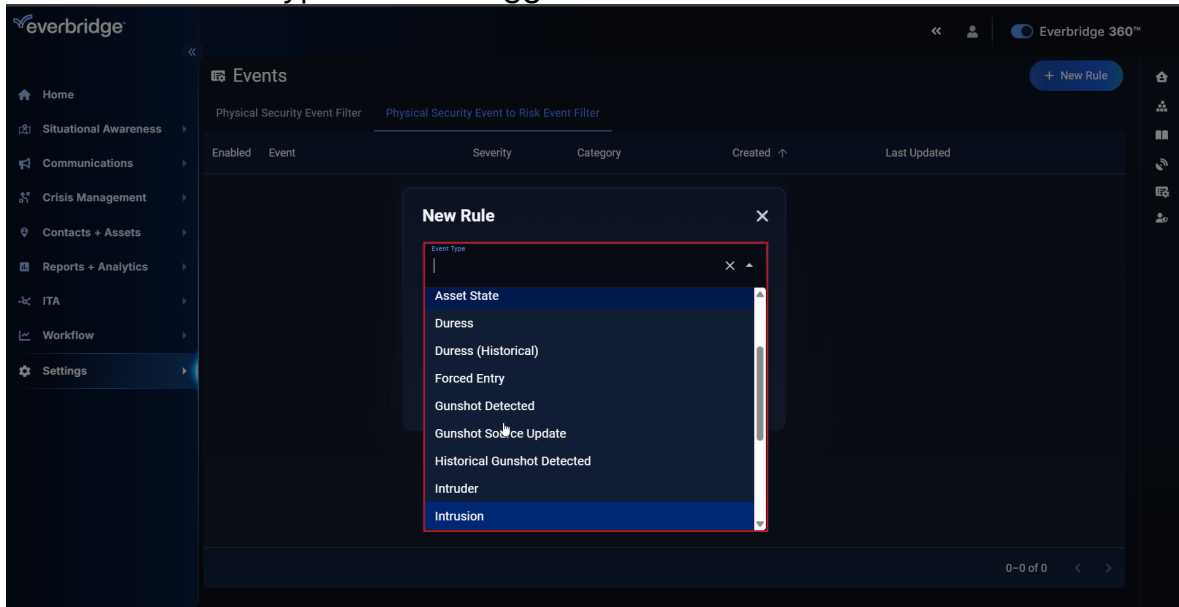 everbridge
Everbridge 360™
Events
+ New Rule
Home
Physical Security Event Filter
Physical Security Event to Risk Event Filter
Situational Awareness
Enabled
Event
Severity
Category
Created
Last Updated
Communications
Crisis Management
Contacts + Assets
Reports + Analytics
ITA
Workflow
Settings
New Rule
Event Type
Asset State
Duress
Duress (Historical)
Forced Entry
Gunshot Detected
Gunshot Source Update
Historical Gunshot Detected
Intruder
Intrusion
0–0 of 0